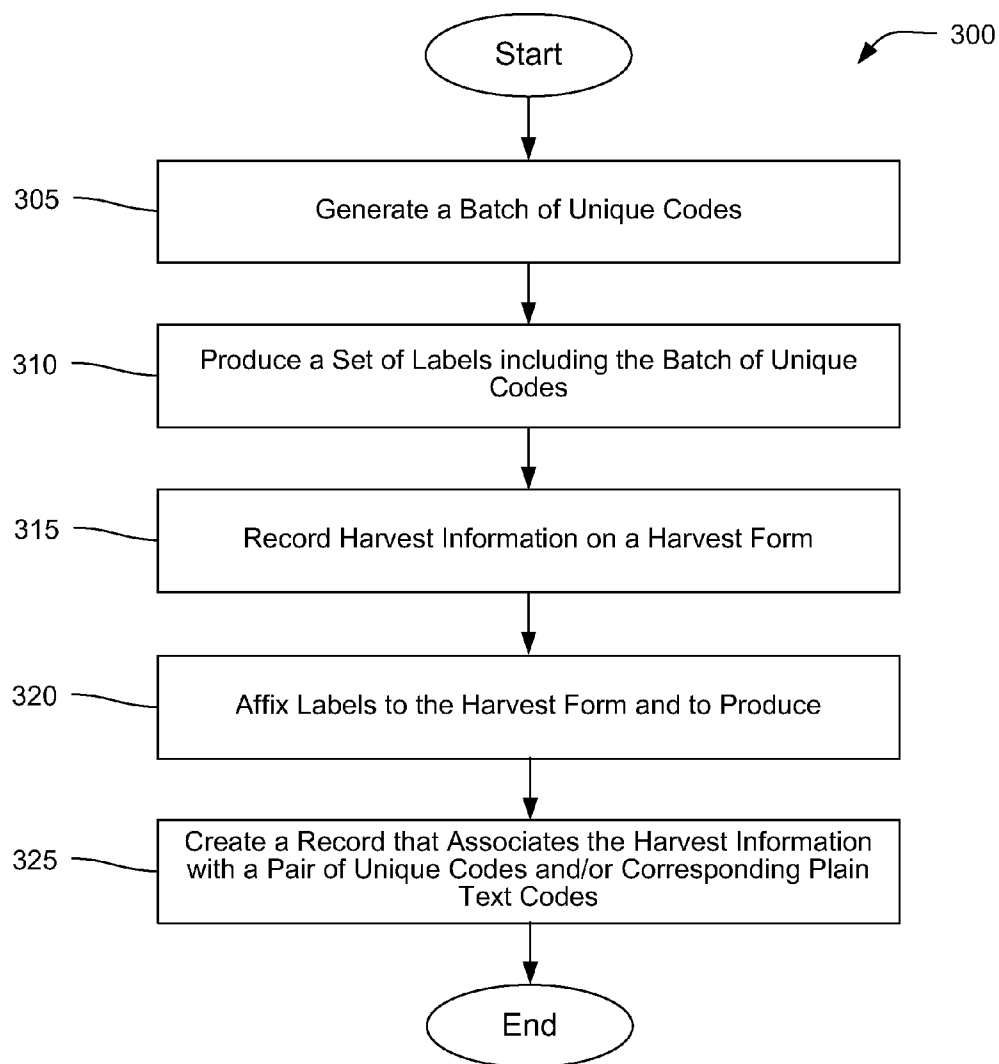 Start
300
305
Generate a Batch of Unique Codes
310
Produce a Set of Labels including the Batch of Unique
Codes
315
Record Harvest Information on a Harvest Form
320
Affix Labels to the Harvest Form and to Produce
325
Create a Record that Associates the Harvest Information
with a Pair of Unique Codes and/or Corresponding Plain
Text Codes
End